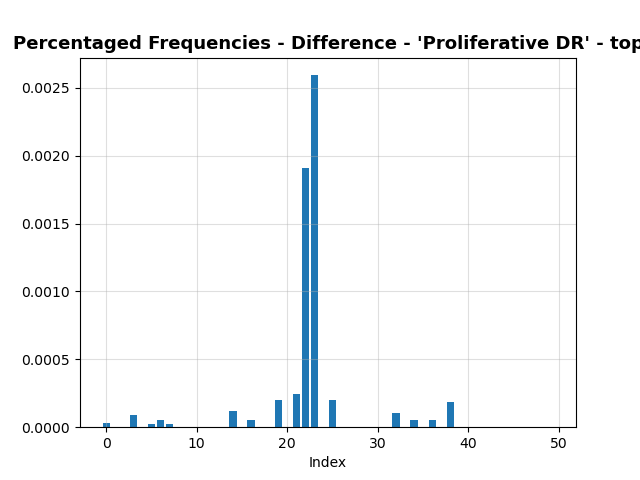 Percentaged Frequencies - Difference - 'Proliferative DR' - top
0.0025
0.0020
0.0015
0.0010
0.0005
0.0000
0 10 20 30 40 50
Index